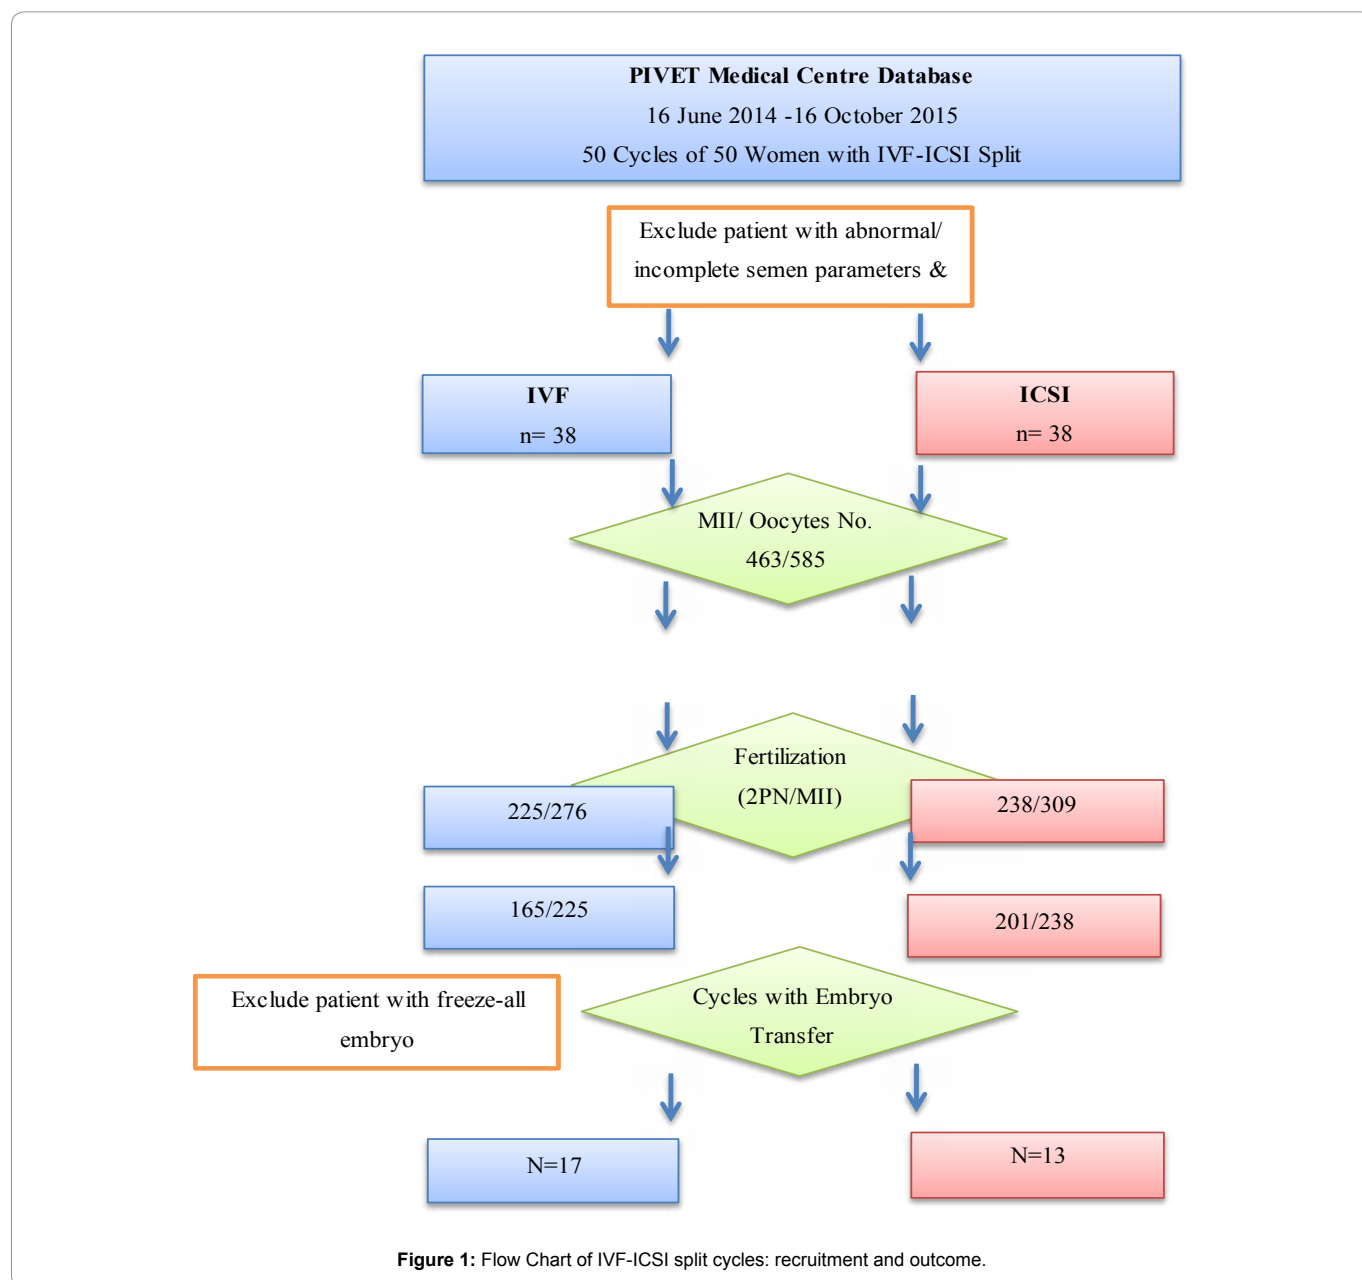 PIVET Medical Centre Database
16 June 2014 -16 October 2015
50 Cycles of 50 Women with IVF-ICSI Split
Exclude patient with abnormal/
incomplete semen parameters &
IVF
n= 38
ICSI
n= 38
MII/ Oocytes No.
463/585
Fertilization
(2PN/MII)
225/276
238/309
165/225
201/238
Exclude patient with freeze-all
embryo
Cycles with Embryo
Transfer
N=17
N=13
Figure 1: Flow Chart of IVF-ICSI split cycles: recruitment and outcome.